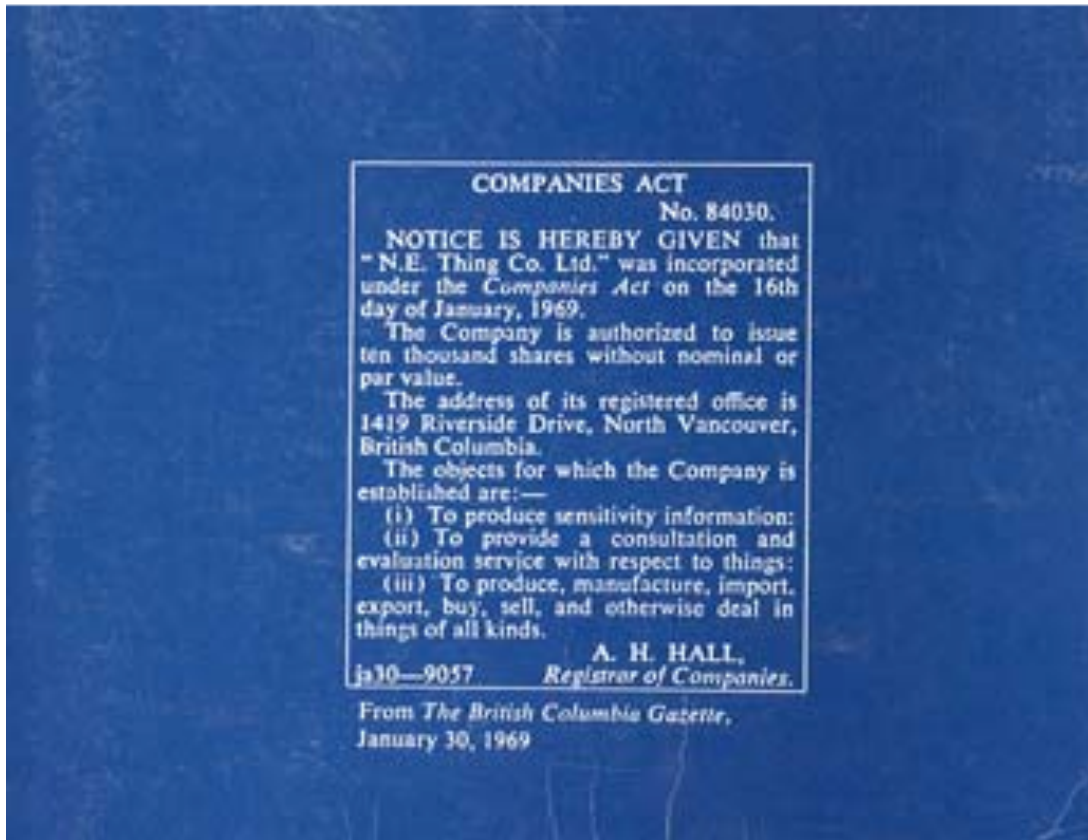 COMPANIES ACT
No. 84030.
NOTICE IS HEREBY GIVEN that
"N.E. Thing Co. Ltd." was incorporated
under the Companies Act on the 16th
day of January, 1969.
The Company is authorized to issue
ten thousand shares without nominal or
par value.
The address of its registered office is
1419 Riverside Drive, North Vancouver,
British Columbia.
The objects for which the Company is
established are:—
(i) To produce sensitivity information:
(ii) To provide a consultation and
evaluation service with respect to things:
(iii) To produce, manufacture, import,
export, buy, sell, and otherwise deal in
things of all kinds.
A. H. HALL,
ja30—9057 Registrar of Companies.
From The British Columbia Gazette,
January 30, 1969